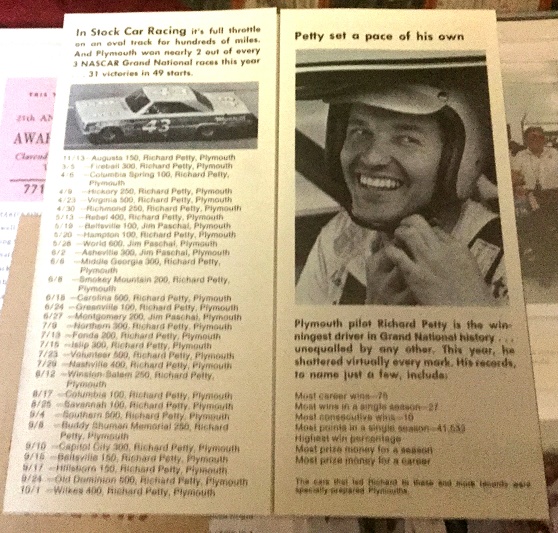 In Stock Car Racing it's full throttle
on an oval track for hundreds of miles.
And Plymouth won nearly 2 out of every
3 NASCAR Grand National races this year
31 victories in 49 starts.
43
11/13—Augusta 150, Richard Petty, Plymouth
3/5 —Fireball 300, Richard Petty, Plymouth
4/6 —Columbia Spring 100, Richard Petty,
Plymouth
4/9 —Hickory 250, Richard Petty, Plymouth
4/23—Virginia 500, Richard Petty, Plymouth
4/30—Richmond 250, Richard Petty, Plymouth
5/13—Rebel 400, Richard Petty, Plymouth
5/19—Beltsville 100, Jim Paschal, Plymouth
5/20—Hampton 100, Richard Petty, Plymouth
5/28—World 600, Jim Paschal, Plymouth
6/2 —Asheville 300, Jim Paschal, Plymouth
6/6 —Middle Georgia 300, Richard Petty,
Plymouth
6/8 —Smokey Mountain 200, Richard Petty,
Plymouth
6/18—Carolina 500, Richard Petty, Plymouth
6/24—Greenville 100, Richard Petty, Plymouth
6/27—Montgomery 200, Jim Paschal, Plymouth
7/9 —Northern 300, Richard Petty, Plymouth
7/13—Fonda 200, Richard Petty, Plymouth
7/15—Islip 300, Richard Petty, Plymouth
7/23—Volunteer 500, Richard Petty, Plymouth
7/29—Nashville 400, Richard Petty, Plymouth
8/12—Winston-Salem 250, Richard Petty,
Plymouth
8/17—Columbia 100, Richard Petty, Plymouth
8/25—Savannah 100, Richard Petty, Plymouth
9/4 —Southern 500, Richard Petty, Plymouth
9/8 —Buddy Shuman Memorial 250, Richard
Petty, Plymouth
9/10—Capitol City 300, Richard Petty, Plymouth
9/15—Beltsville 150, Richard Petty, Plymouth
9/17—Hillsboro 150, Richard Petty, Plymouth
9/24—Old Dominion 500, Richard Petty, Plymouth
10/1—Wilkes 400, Richard Petty, Plymouth
Petty set a pace of his own
Plymouth pilot Richard Petty is the win-
ningest driver in Grand National history . . .
unequalled by any other. This year, he
shattered virtually every mark. His records,
to name just a few, include:
Most career wins—75
Most wins in a single season—27
Most consecutive wins—10
Most points in a single season—41,533
Highest win percentage
Most prize money for a season
Most prize money for a career
The cars that led Richard to these and more records were
specially-prepared Plymouths.
THIS
25th AN
AWA
Clarend
771